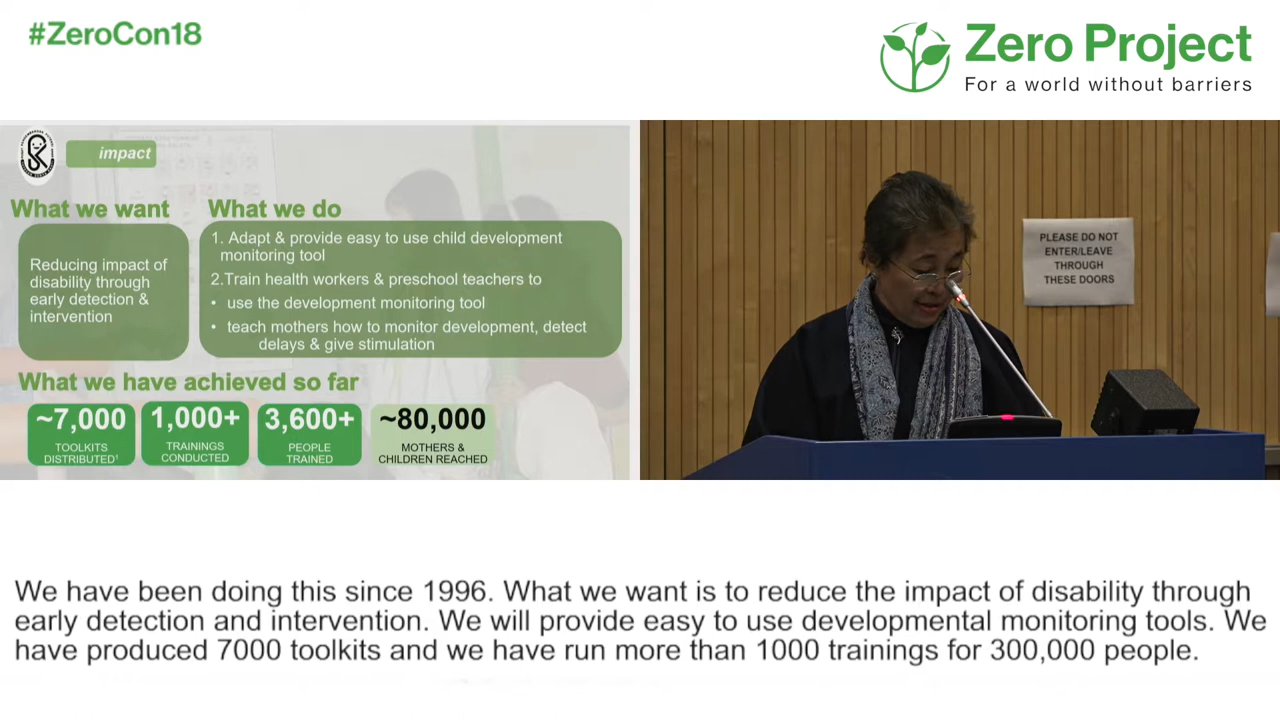 #ZeroCon18
Zero Project
For a world without barriers
impact
What we want
Reducing impact of
disability through
early detection &
intervention
What we do
1. Adapt & provide easy to use child development
monitoring tool
2.Train health workers & preschool teachers to
• use the development monitoring tool
• teach mothers how to monitor development, detect
delays & give stimulation
What we have achieved so far
~7,000
TOOLKITS
DISTRIBUTED¹
1,000+
TRAININGS
CONDUCTED
3,600+
PEOPLE
TRAINED
~80,000
MOTHERS &
CHILDREN REACHED
PLEASE DO NOT
ENTER/LEAVE
THROUGH
THESE DOORS
We have been doing this since 1996. What we want is to reduce the impact of disability through
early detection and intervention. We will provide easy to use developmental monitoring tools. We
have produced 7000 toolkits and we have run more than 1000 trainings for 300,000 people.